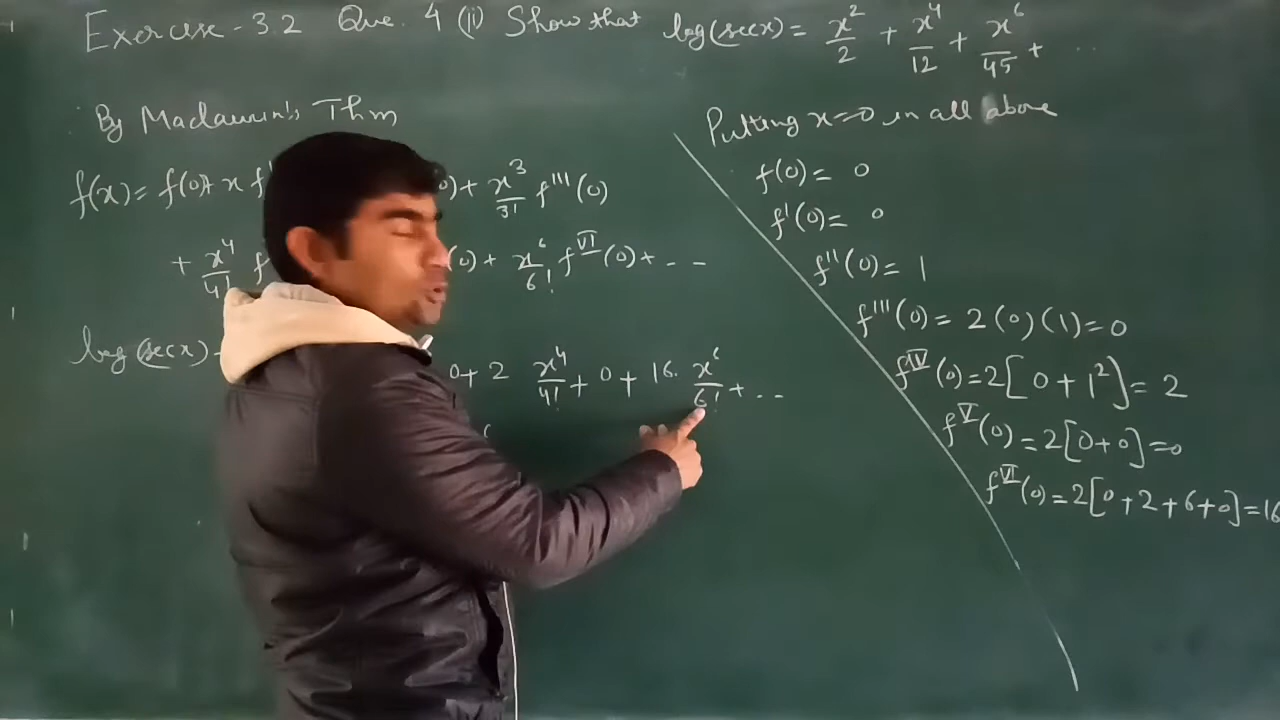 Exercise - 3.2 Que. 4 (ii) Show that log(secx) = x²/2 + x⁴/12 + x⁶/45 + ...
By Maclaurin's Thm
f(x) = f(0) + x f' (0) + x³/3! f'''(0)
+ x⁴/4! f (0) + x⁶/6! f^VI(0) + - -
log(secx) 0 + 2 x⁴/4! + 0 + 16. x⁶/6! + - -
Putting x=0 in all above
f(0) = 0
f'(0) = 0
f''(0) = 1
f'''(0) = 2(0)(1) = 0
f^IV(0) = 2[0 + 1²] = 2
f^V(0) = 2[0+0] = 0
f^VI(0) = 2[0+2+6+0] = 16